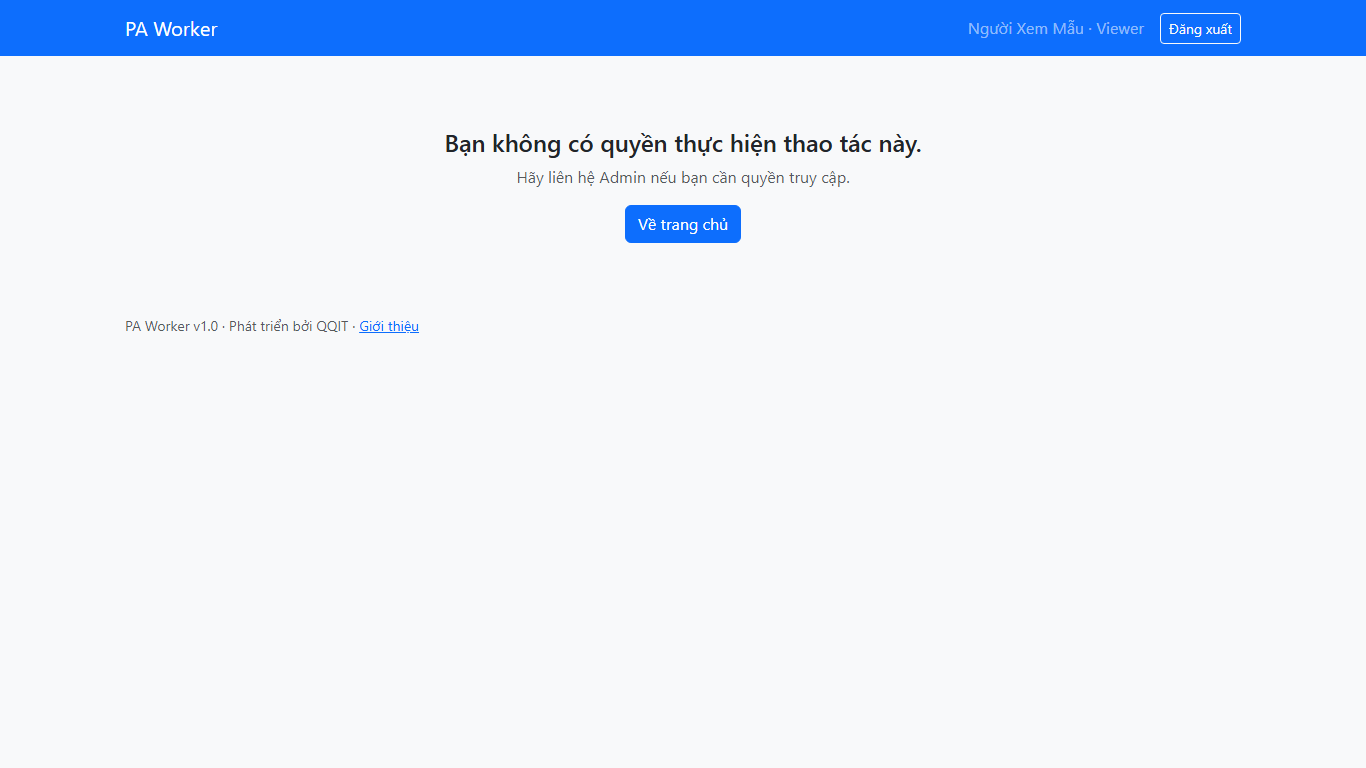 PA Worker
Người Xem Mẫu · Viewer
Đăng xuất
Bạn không có quyền thực hiện thao tác này.
Hãy liên hệ Admin nếu bạn cần quyền truy cập.
Về trang chủ
PA Worker v1.0 · Phát triển bởi QQIT · Giới thiệu